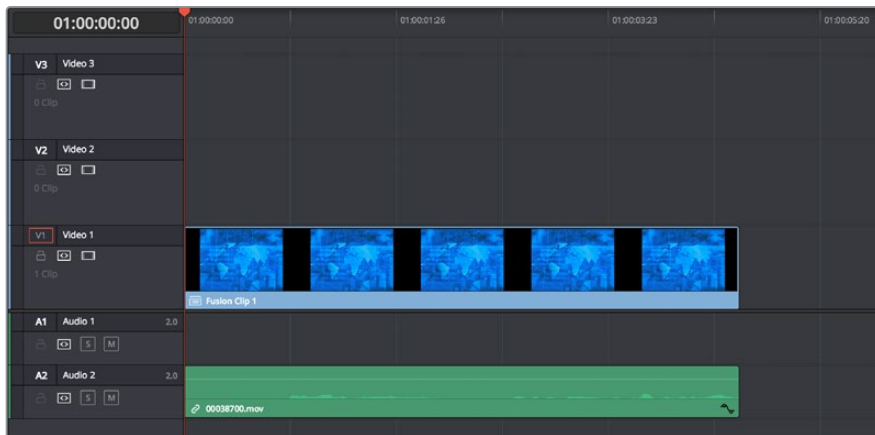 01:00:00:00 01:00:00:00 01:00:01:26 01:00:03:23 01:00:05:20
V3 Video 3
0 Clip
V2 Video 2
0 Clip
V1 Video 1
1 Clip
Fusion Clip 1
A1 Audio 1 2.0
S M
A2 Audio 2 2.0
S M
00038700.mov